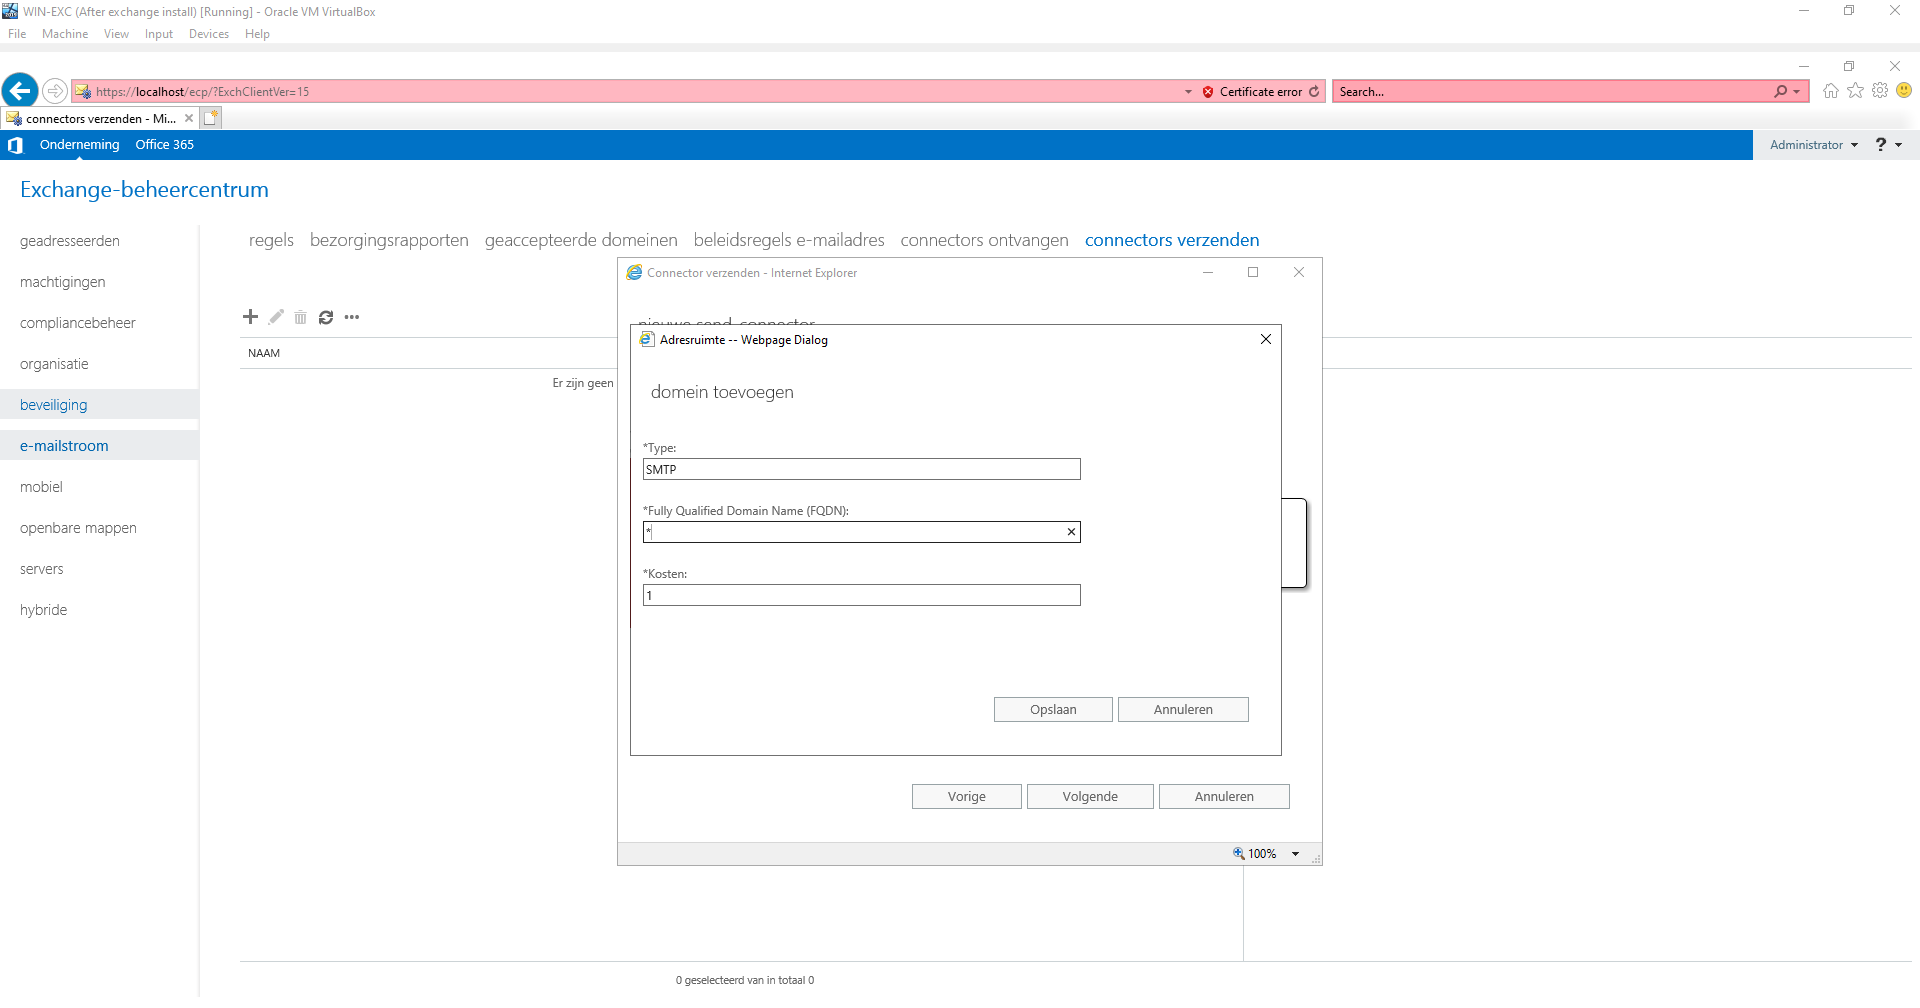 WIN-EXC (After exchange install) [Running] - Oracle VM VirtualBox
File Machine View Input Devices Help
https://localhost/ecp/?ExchClientVer=15 Certificate error Search...
connectors verzenden - Mi...
Onderneming Office 365 Administrator ?
Exchange-beheercentrum
geadresseerden
machtigingen
compliancebeheer
organisatie
beveiliging
e-mailstroom
mobiel
openbare mappen
servers
hybride
regels bezorgingsrapporten geaccepteerde domeinen beleidsregels e-mailadres connectors ontvangen connectors verzenden
NAAM
Er zijn geen
Connector verzenden - Internet Explorer
nieuwe send-connector
Adresruimte -- Webpage Dialog
domein toevoegen
*Type:
SMTP
*Fully Qualified Domain Name (FQDN):
*
*Kosten:
1
Opslaan Annuleren
Vorige Volgende Annuleren
100%
0 geselecteerd van in totaal 0